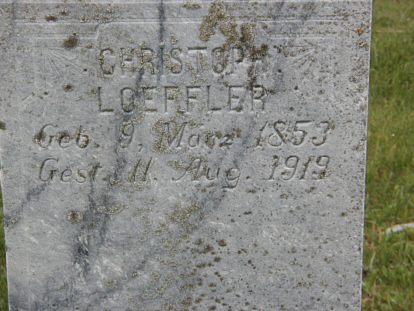 CHRISTOPH
LOEFFLER
Geb. 9, März 1853
Gest. 11. Aug. 1919